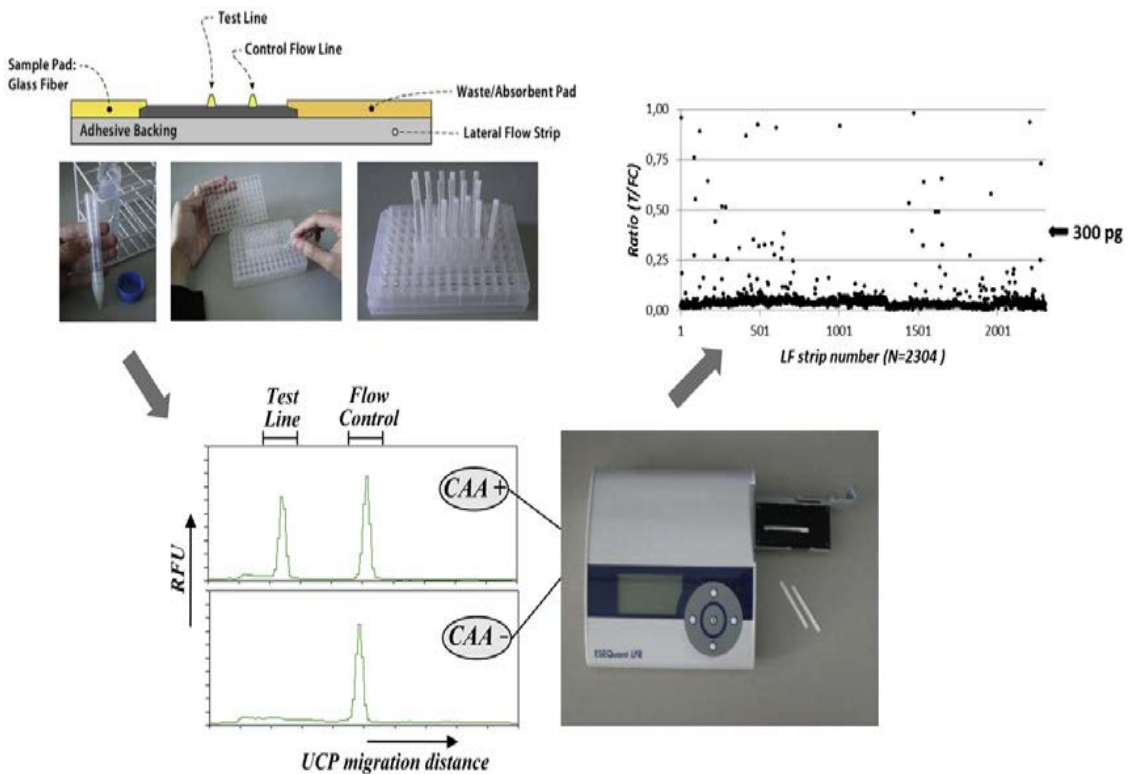 Test Line
Control Flow Line
Sample Pad:
Glass Fiber
Waste/Absorbent Pad
Adhesive Backing
Lateral Flow Strip
1,00
0,75
0,50
0,25
0,00
Ratio (T/FC)
300 pg
1
501
1001
1501
2001
LF strip number (N=2304 )
Test
Line
Flow
Control
CAA +
CAA -
RFU
UCP migration distance
ESEQuant LFR